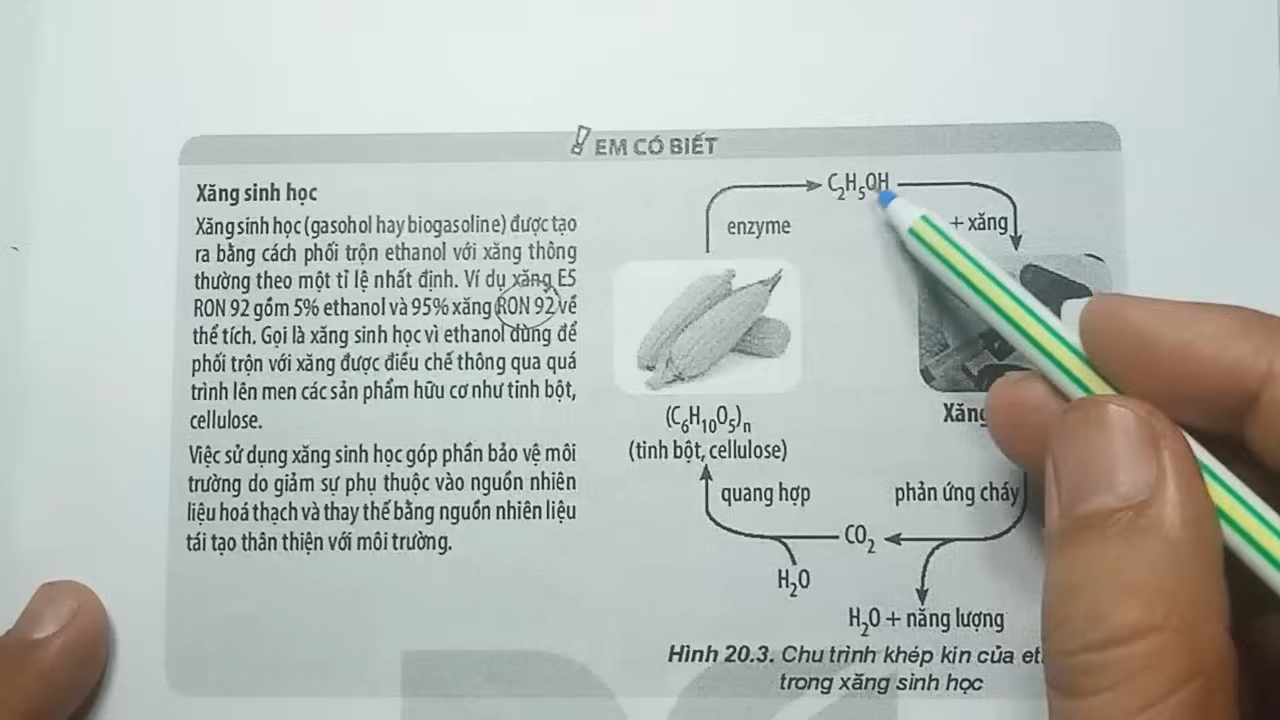 EM CÓ BIẾT
Xăng sinh học
Xăng sinh học (gasohol hay biogasoline) được tạo
ra bằng cách phối trộn ethanol với xăng thông
thường theo một tỉ lệ nhất định. Ví dụ xăng E5
RON 92 gồm 5% ethanol và 95% xăng RON 92 về
thể tích. Gọi là xăng sinh học vì ethanol dùng để
phối trộn với xăng được điều chế thông qua quá
trình lên men các sản phẩm hữu cơ như tinh bột,
cellulose.
Việc sử dụng xăng sinh học góp phần bảo vệ môi
trường do giảm sự phụ thuộc vào nguồn nhiên
liệu hoá thạch và thay thế bằng nguồn nhiên liệu
tái tạo thân thiện với môi trường.
C₂H₅OH
enzyme
+ xăng
(C₆H₁₀O₅)ₙ
(tinh bột, cellulose)
Xăng
quang hợp
phản ứng cháy
CO₂
H₂O
H₂O + năng lượng
Hình 20.3. Chu trình khép kín của
trong xăng sinh học